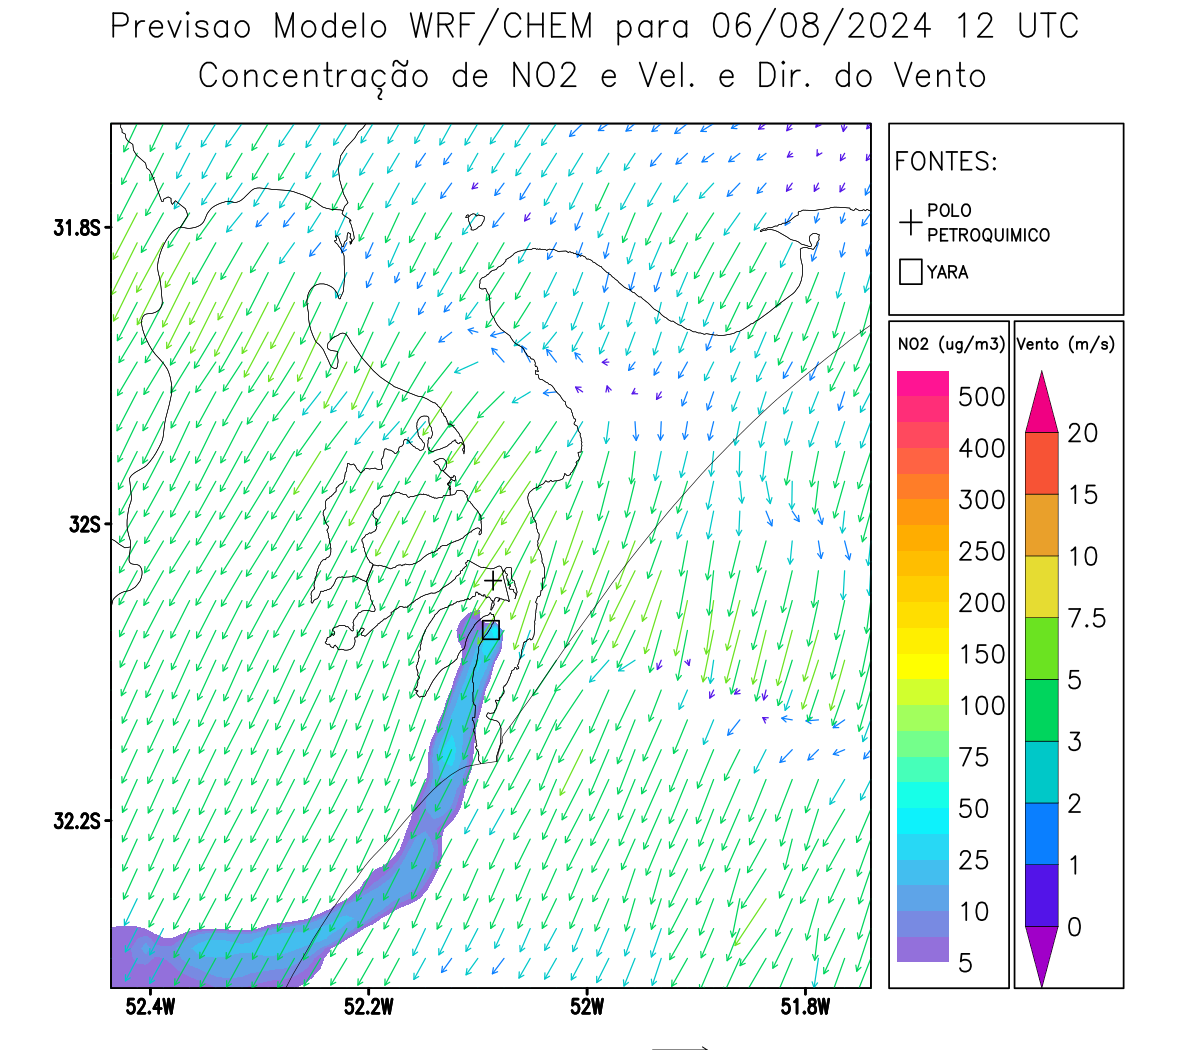 Previsao Modelo WRF/CHEM para 06/08/2024 12 UTC
Concentração de NO2 e Vel. e Dir. do Vento
FONTES:
POLO
PETROQUIMICO
YARA
NO2 (ug/m3)
500
400
300
250
200
150
100
75
50
25
10
5
Vento (m/s)
20
15
10
7.5
5
3
2
1
0
31.8S
32S
32.2S
52.4W
52.2W
52W
51.8W